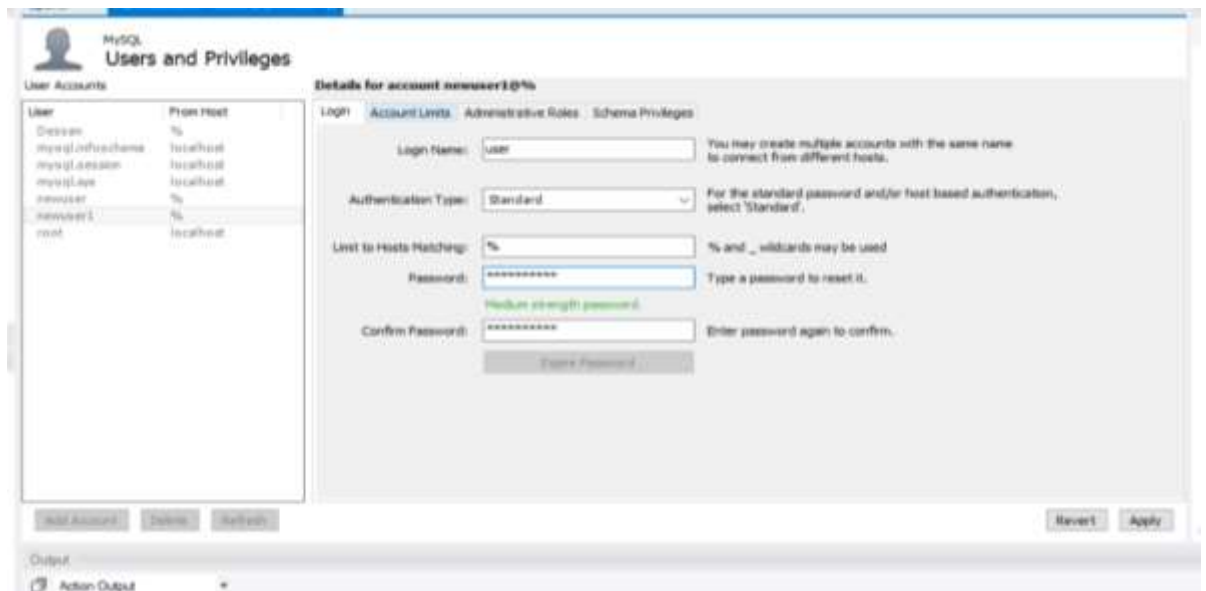 MySQL
Users and Privileges
User Accounts
User From Host
%
mysql.infoschema localhost
mysql.session localhost
mysql.sys localhost
newuser %
newuser1 %
root localhost
Details for account newuser1@%
Login Account Limits Administrative Roles Schema Privileges
Login Name: user You may create multiple accounts with the same name
to connect from different hosts.
Authentication Type: Standard For the standard password and/or host based authentication,
select 'Standard'.
Limit to Hosts Matching: % % and _ wildcards may be used
Password: ********** Type a password to reset it.
Medium strength password.
Confirm Password: ********** Enter password again to confirm.
Expire Password
Add Account Delete Refresh Revert Apply
Output
Action Output